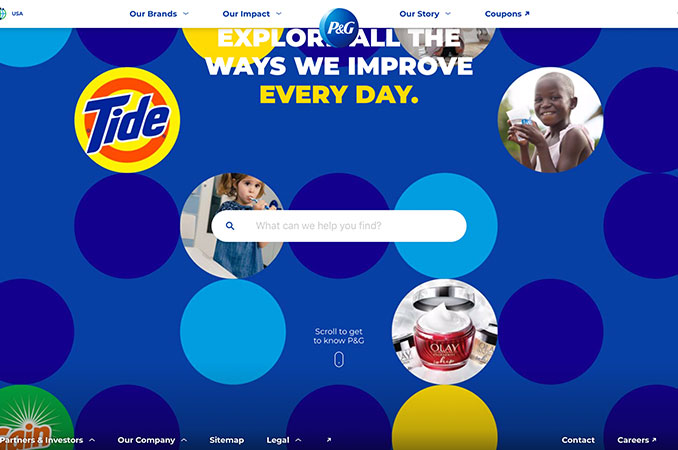 USA
Our Brands
Our Impact
P&G
Our Story
Coupons
EXPLORE ALL THE
WAYS WE IMPROVE
EVERY DAY.
Tide
What can we help you find?
OLAY
whip
Scroll to get
to know P&G
Gain
Partners & Investors
Our Company
Sitemap
Legal
Contact
Careers